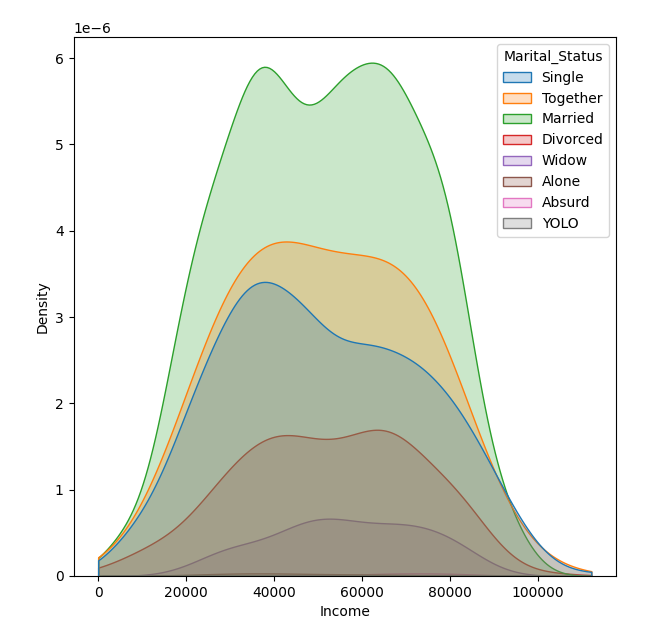 1e−6
6
5
4
3
2
1
0
Density
0
20000
40000
60000
80000
100000
Income
Marital_Status
Single
Together
Married
Divorced
Widow
Alone
Absurd
YOLO